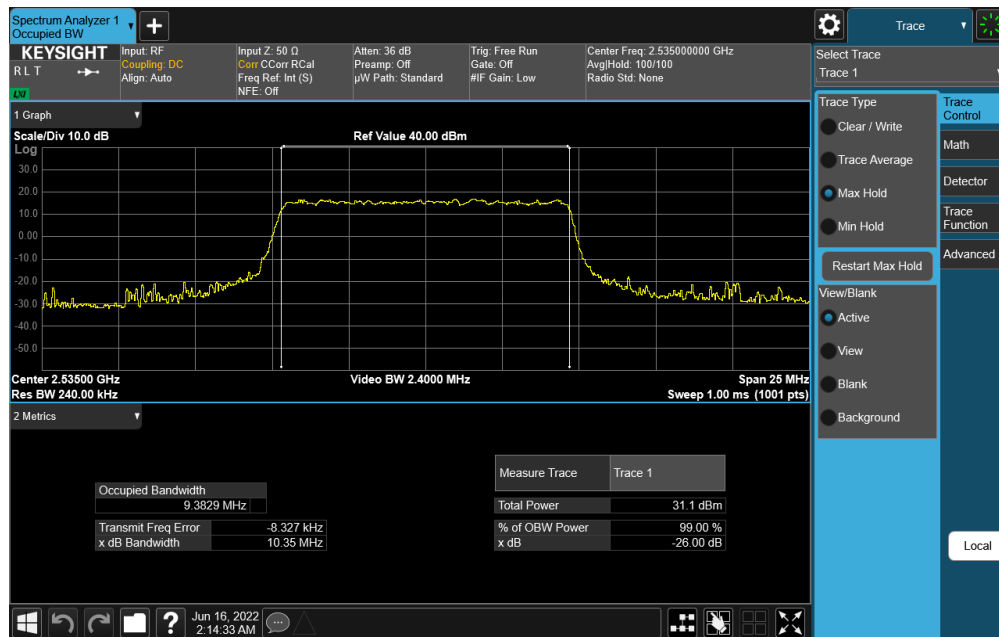 Spectrum Analyzer 1
Occupied BW
Trace
KEYSIGHT
R L T
LXI
Input: RF
Coupling: DC
Align: Auto
Input Z: 50 Ω
Corr CCorr RCal
Freq Ref: Int (S)
NFE: Off
Atten: 36 dB
Preamp: Off
µW Path: Standard
Trig: Free Run
Gate: Off
#IF Gain: Low
Center Freq: 2.535000000 GHz
Avg|Hold: 100/100
Radio Std: None
Select Trace
Trace 1
1 Graph
Scale/Div 10.0 dB
Ref Value 40.00 dBm
Log
30.0
20.0
10.0
0.00
-10.0
-20.0
-30.0
-40.0
-50.0
Center 2.53500 GHz
Video BW 2.4000 MHz
Span 25 MHz
Res BW 240.00 kHz
Sweep 1.00 ms (1001 pts)
Trace Type
Clear / Write
Trace Average
Max Hold
Min Hold
Restart Max Hold
View/Blank
Active
View
Blank
Background
Trace
Control
Math
Detector
Trace
Function
Advanced
Local
2 Metrics
Measure Trace Trace 1
Occupied Bandwidth
9.3829 MHz
Total Power 31.1 dBm
Transmit Freq Error -8.327 kHz
% of OBW Power 99.00 %
x dB Bandwidth 10.35 MHz
x dB -26.00 dB
Jun 16, 2022
2:14:33 AM